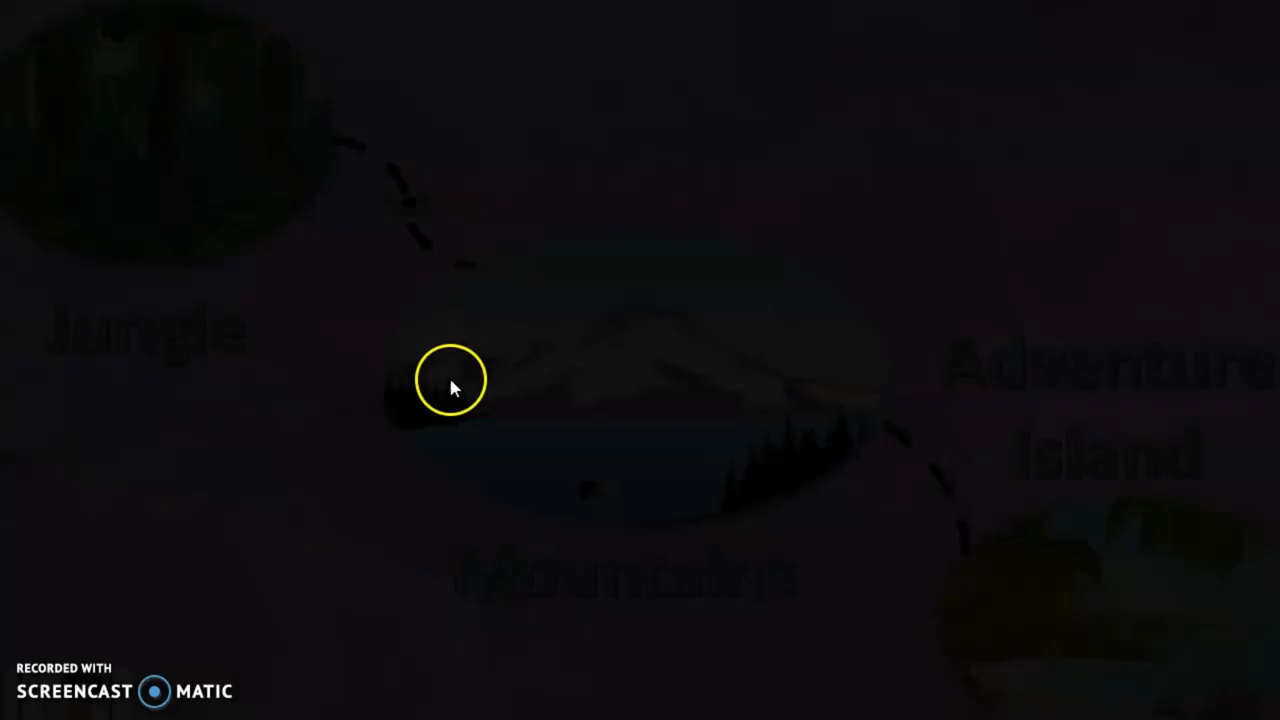 Jungle
Adventure
Island
Mountains
RECORDED WITH
SCREENCAST MATIC